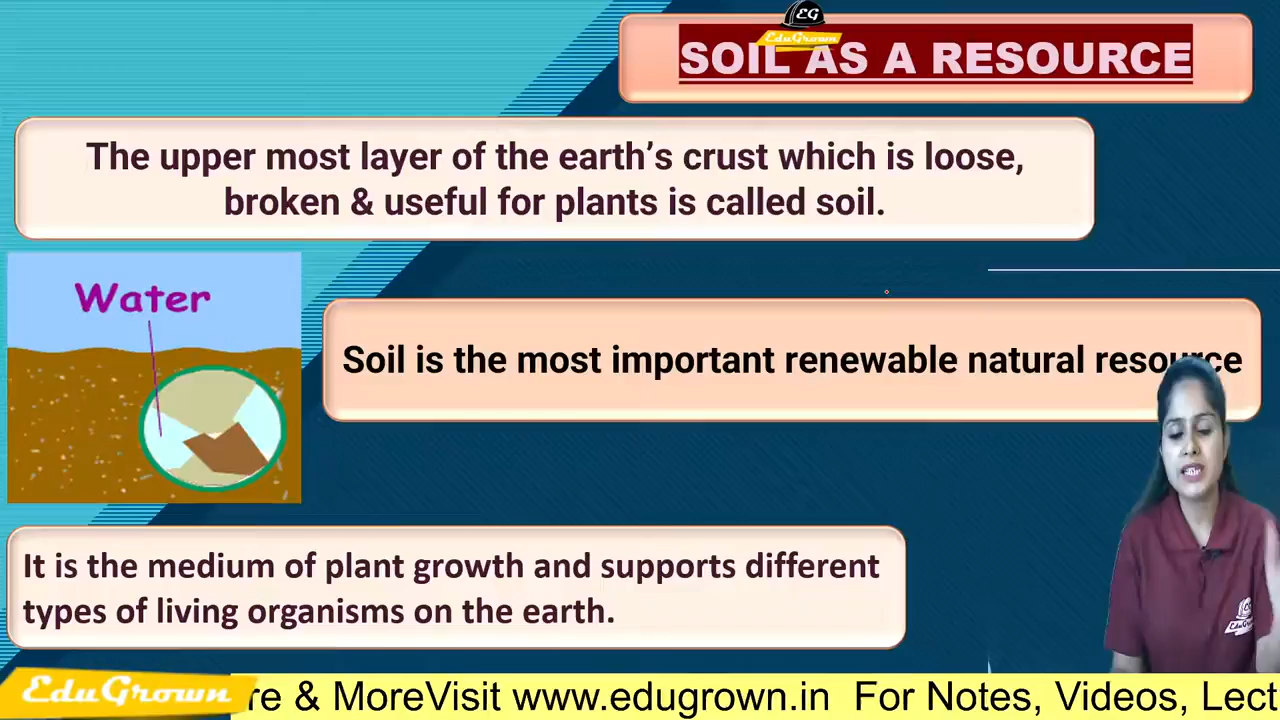 EG
EduGrown
SOIL AS A RESOURCE
The upper most layer of the earth's crust which is loose,
broken & useful for plants is called soil.
Water
Soil is the most important renewable natural resource
It is the medium of plant growth and supports different
types of living organisms on the earth.
EduGrown
EduGrown re & MoreVisit www.edugrown.in For Notes, Videos, Lect